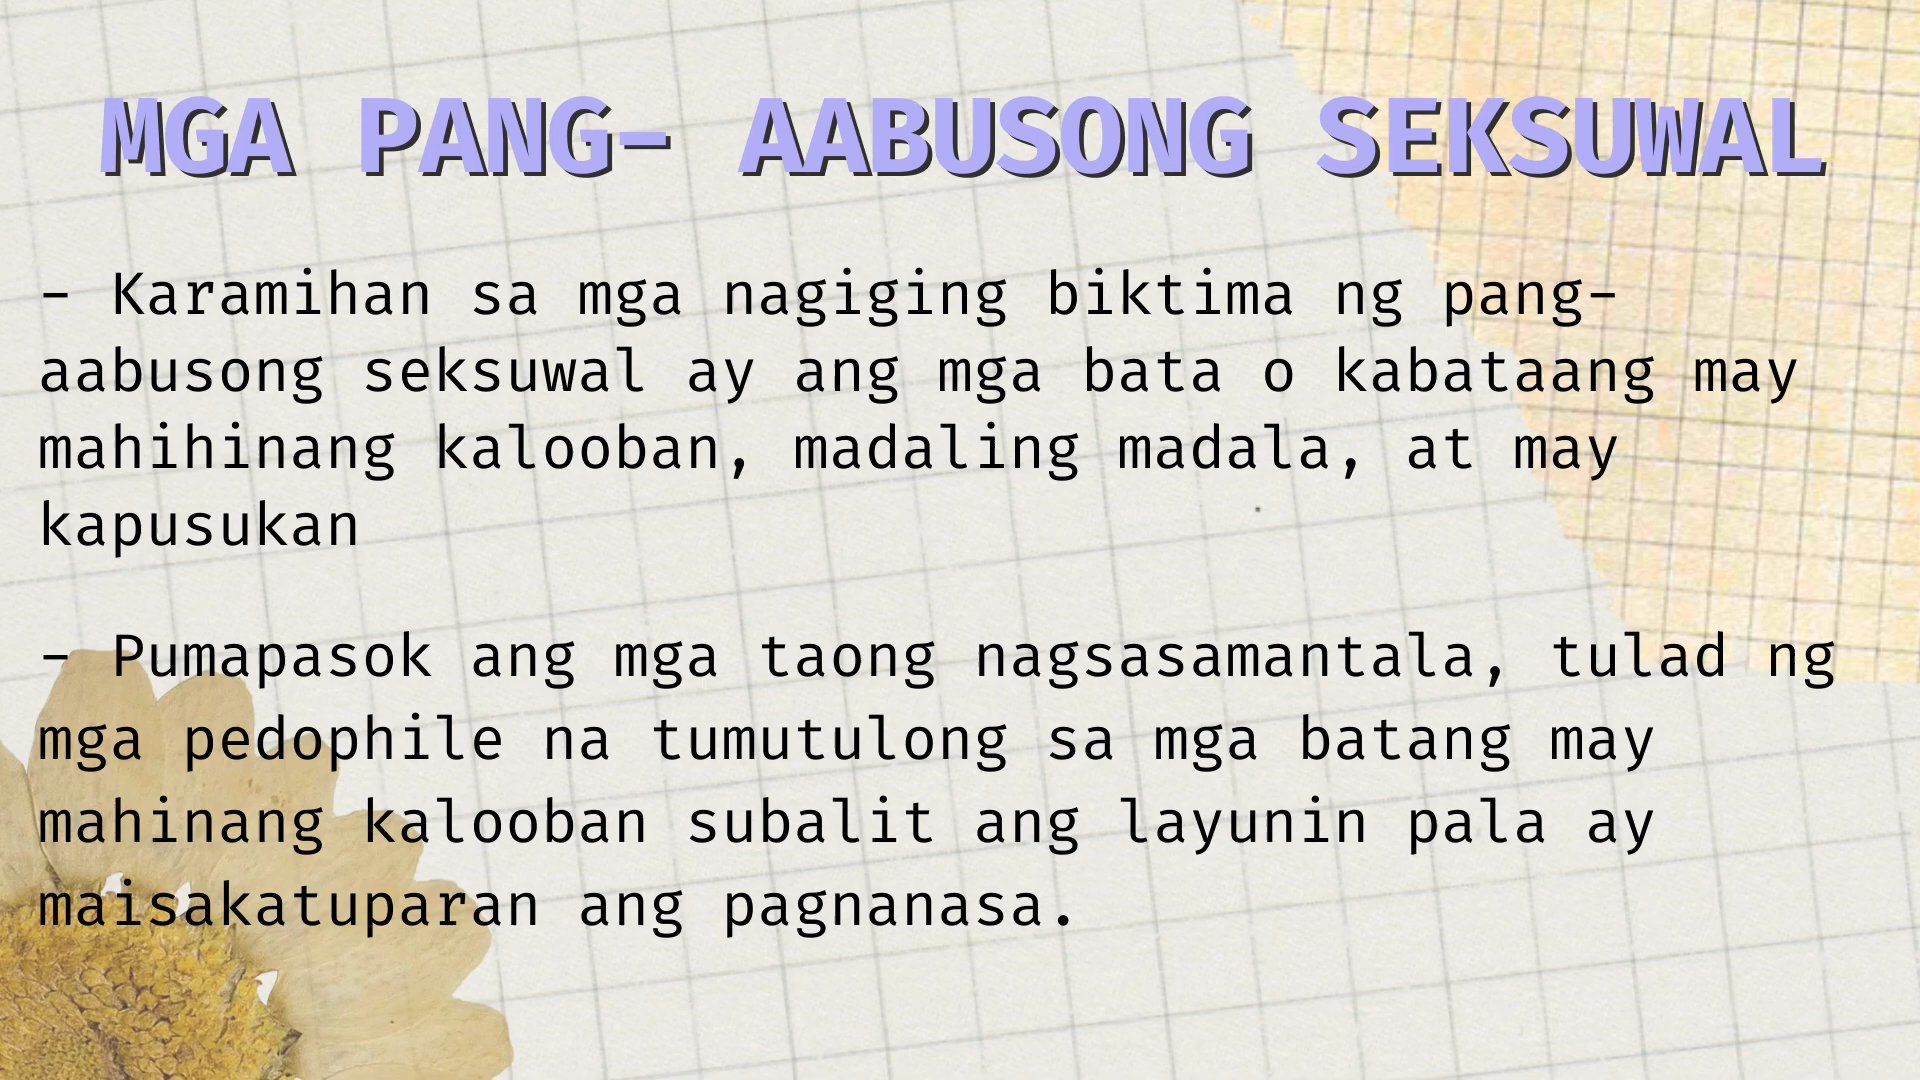 MGA PANG- AABUSONG SEKSUWAL
- Karamihan sa mga nagiging biktima ng pang-
aabusong seksuwal ay ang mga bata o kabataang may
mahihinang kalooban, madaling madala, at may
kapusukan
- Pumapasok ang mga taong nagsasamantala, tulad ng
mga pedophile na tumutulong sa mga batang may
mahinang kalooban subalit ang layunin pala ay
maisakatuparan ang pagnanasa.